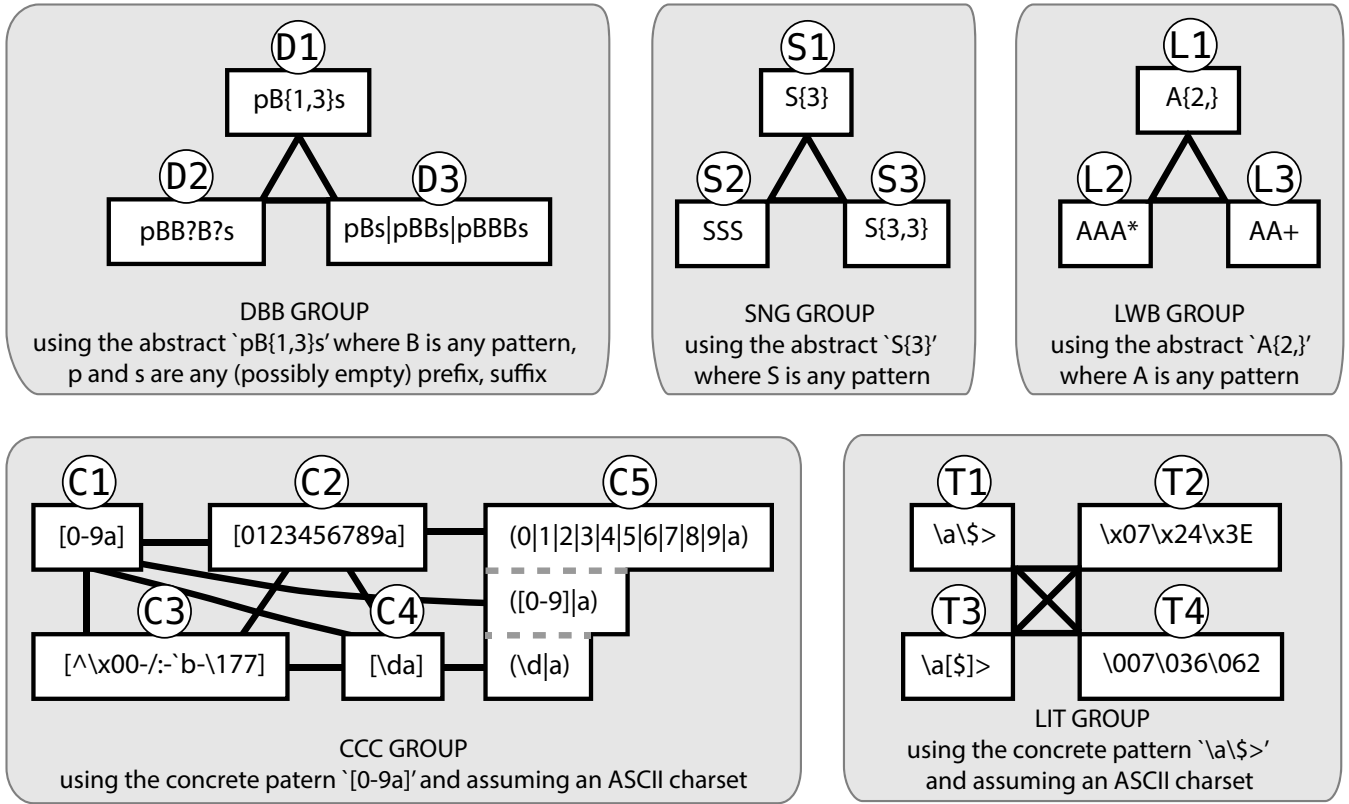 D1
pB{1,3}s
D2
pBB?B?s
D3
pBs|pBBs|pBBBs
DBB GROUP
using the abstract `pB{1,3}s’ where B is any pattern,
p and s are any (possibly empty) prefix, suffix
S1
S{3}
S2
SSS
S3
S{3,3}
SNG GROUP
using the abstract `S{3}’
where S is any pattern
L1
A{2,}
L2
AAA*
L3
AA+
LWB GROUP
using the abstract `A{2,}’
where A is any pattern
C1
[0-9a]
C2
[0123456789a]
C5
(0|1|2|3|4|5|6|7|8|9|a)
([0-9]|a)
(\d|a)
C3
[^\x00-/:-`b-\177]
C4
[\da]
CCC GROUP
using the concrete patern `[0-9a]’ and assuming an ASCII charset
T1
\a\$>
T2
\x07\x24\x3E
T3
\a[$]>
T4
\007\036\062
LIT GROUP
using the concrete pattern `\a\$>’
and assuming an ASCII charset